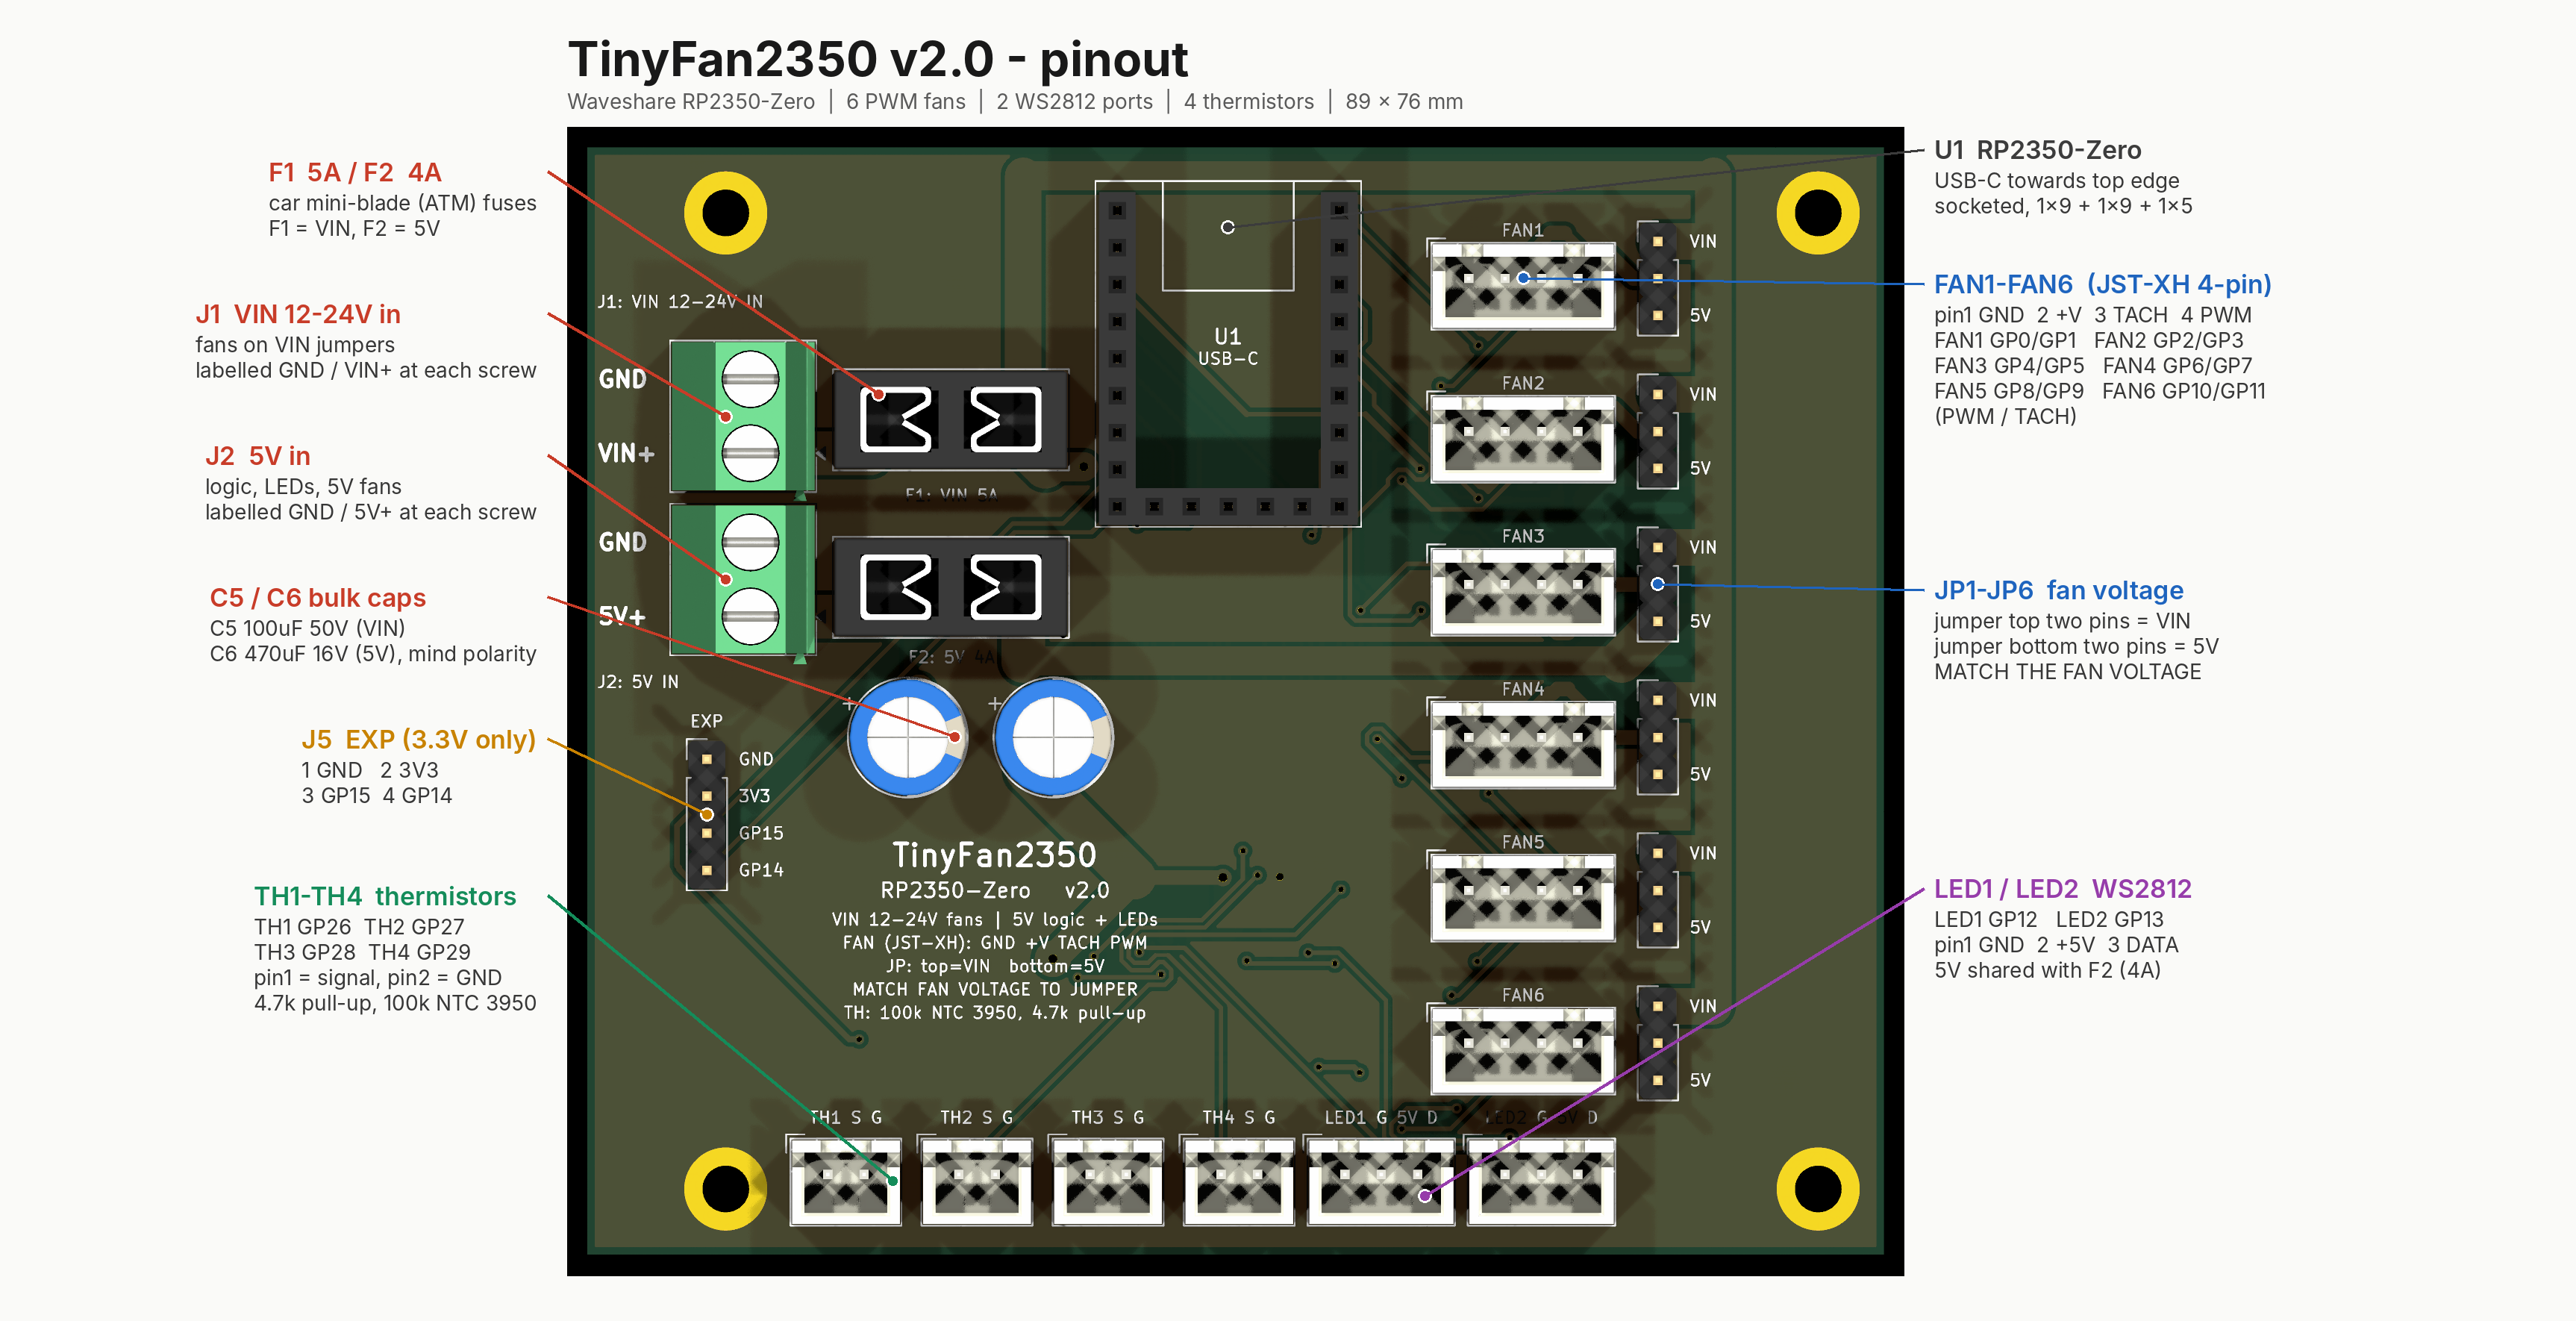 TinyFan2350 v2.0 - pinout
Waveshare RP2350-Zero | 6 PWM fans | 2 WS2812 ports | 4 thermistors | 89 × 76 mm
F1 5A / F2 4A
car mini-blade (ATM) fuses
F1 = VIN, F2 = 5V
J1 VIN 12-24V in
fans on VIN jumpers
labelled GND / VIN+ at each screw
J2 5V in
logic, LEDs, 5V fans
labelled GND / 5V+ at each screw
C5 / C6 bulk caps
C5 100uF 50V (VIN)
C6 470uF 16V (5V), mind polarity
J5 EXP (3.3V only)
1 GND 2 3V3
3 GP15 4 GP14
TH1-TH4 thermistors
TH1 GP26 TH2 GP27
TH3 GP28 TH4 GP29
pin1 = signal, pin2 = GND
4.7k pull-up, 100k NTC 3950
J1: VIN 12-24V IN
GND
VIN+
F1: VIN 5A
GND
5V+
F2: 5V 4A
J2: 5V IN
+
+
EXP
GND
3V3
GP15
GP14
U1
USB-C
TinyFan2350
RP2350-Zero v2.0
VIN 12-24V fans | 5V logic + LEDs
FAN (JST-XH): GND +V TACH PWM
JP: top=VIN bottom=5V
MATCH FAN VOLTAGE TO JUMPER
TH: 100k NTC 3950, 4.7k pull-up
FAN1
VIN
5V
FAN2
VIN
5V
FAN3
VIN
5V
FAN4
VIN
5V
FAN5
VIN
5V
FAN6
VIN
5V
TH1 S G
TH2 S G
TH3 S G
TH4 S G
LED1 G 5V D
LED2 G 5V D
U1 RP2350-Zero
USB-C towards top edge
socketed, 1×9 + 1×9 + 1×5
FAN1-FAN6 (JST-XH 4-pin)
pin1 GND 2 +V 3 TACH 4 PWM
FAN1 GP0/GP1 FAN2 GP2/GP3
FAN3 GP4/GP5 FAN4 GP6/GP7
FAN5 GP8/GP9 FAN6 GP10/GP11
(PWM / TACH)
JP1-JP6 fan voltage
jumper top two pins = VIN
jumper bottom two pins = 5V
MATCH THE FAN VOLTAGE
LED1 / LED2 WS2812
LED1 GP12 LED2 GP13
pin1 GND 2 +5V 3 DATA
5V shared with F2 (4A)